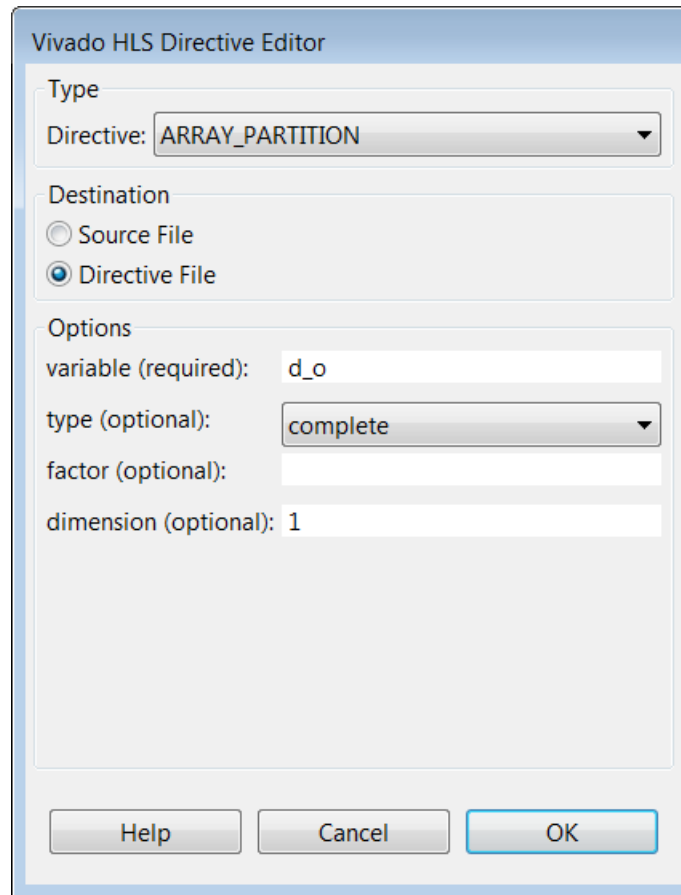 Vivado HLS Directive Editor
Type
Directive: ARRAY_PARTITION
Destination
Source File
Directive File
Options
variable (required): d_o
type (optional): complete
factor (optional):
dimension (optional): 1
Help Cancel OK